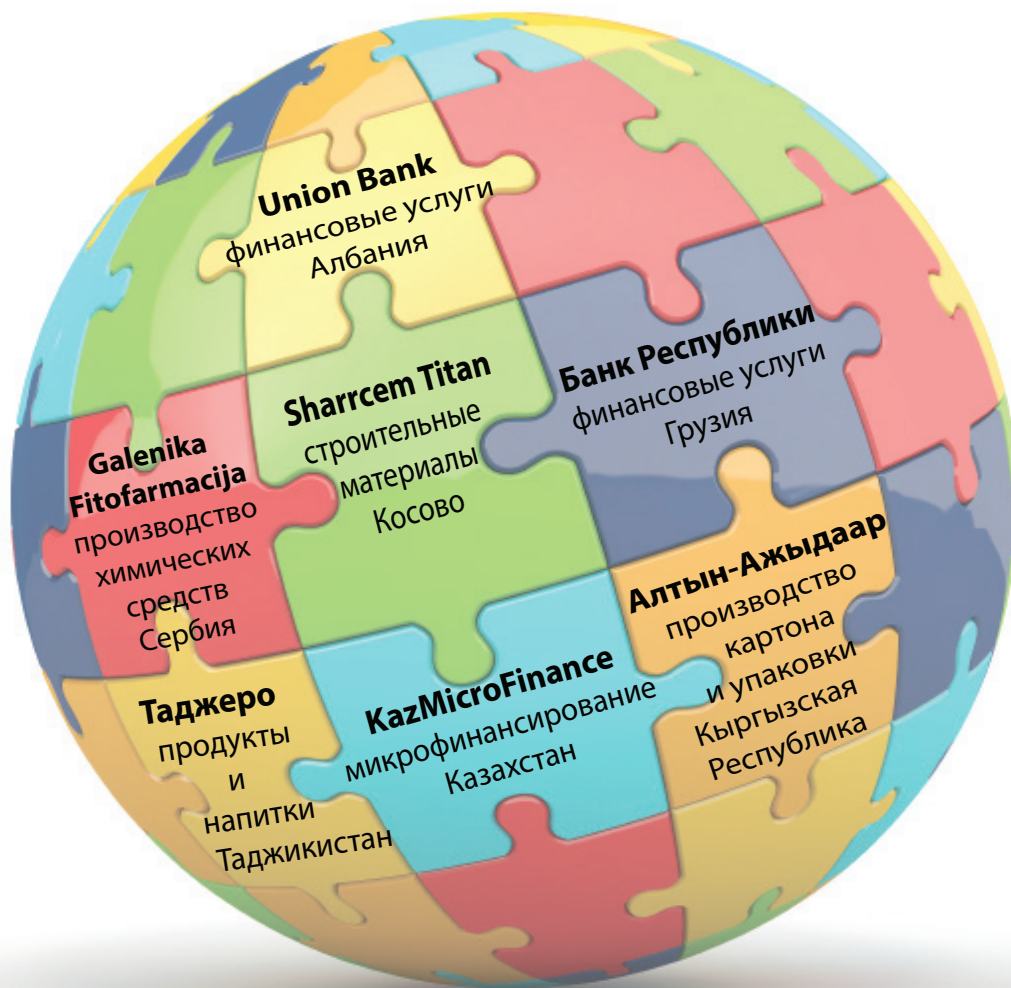 Union Bank
финансовые услуги
Албания
Sharrcem Titan
строительные
материалы
Косово
Банк Республики
финансовые услуги
Грузия
Galenika
Fitofarmacija
производство
химических
средств
Сербия
Алтын-Ажыдаар
производство
картона
и упаковки
Кыргызская
Республика
Таджеро
продукты
и
напитки
Таджикистан
KazMicroFinance
микрофинансирование
Казахстан